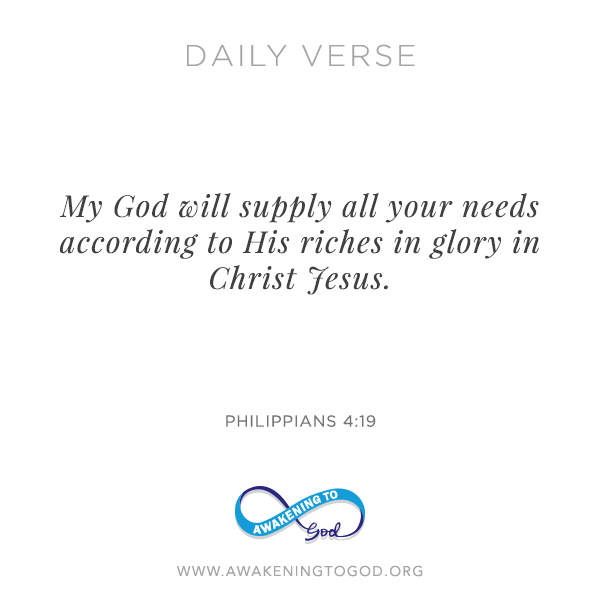 DAILY VERSE
My God will supply all your needs
according to His riches in glory in
Christ Jesus.
PHILIPPIANS 4:19
AWAKENING TO
God
WWW.AWAKENINGTOGOD.ORG